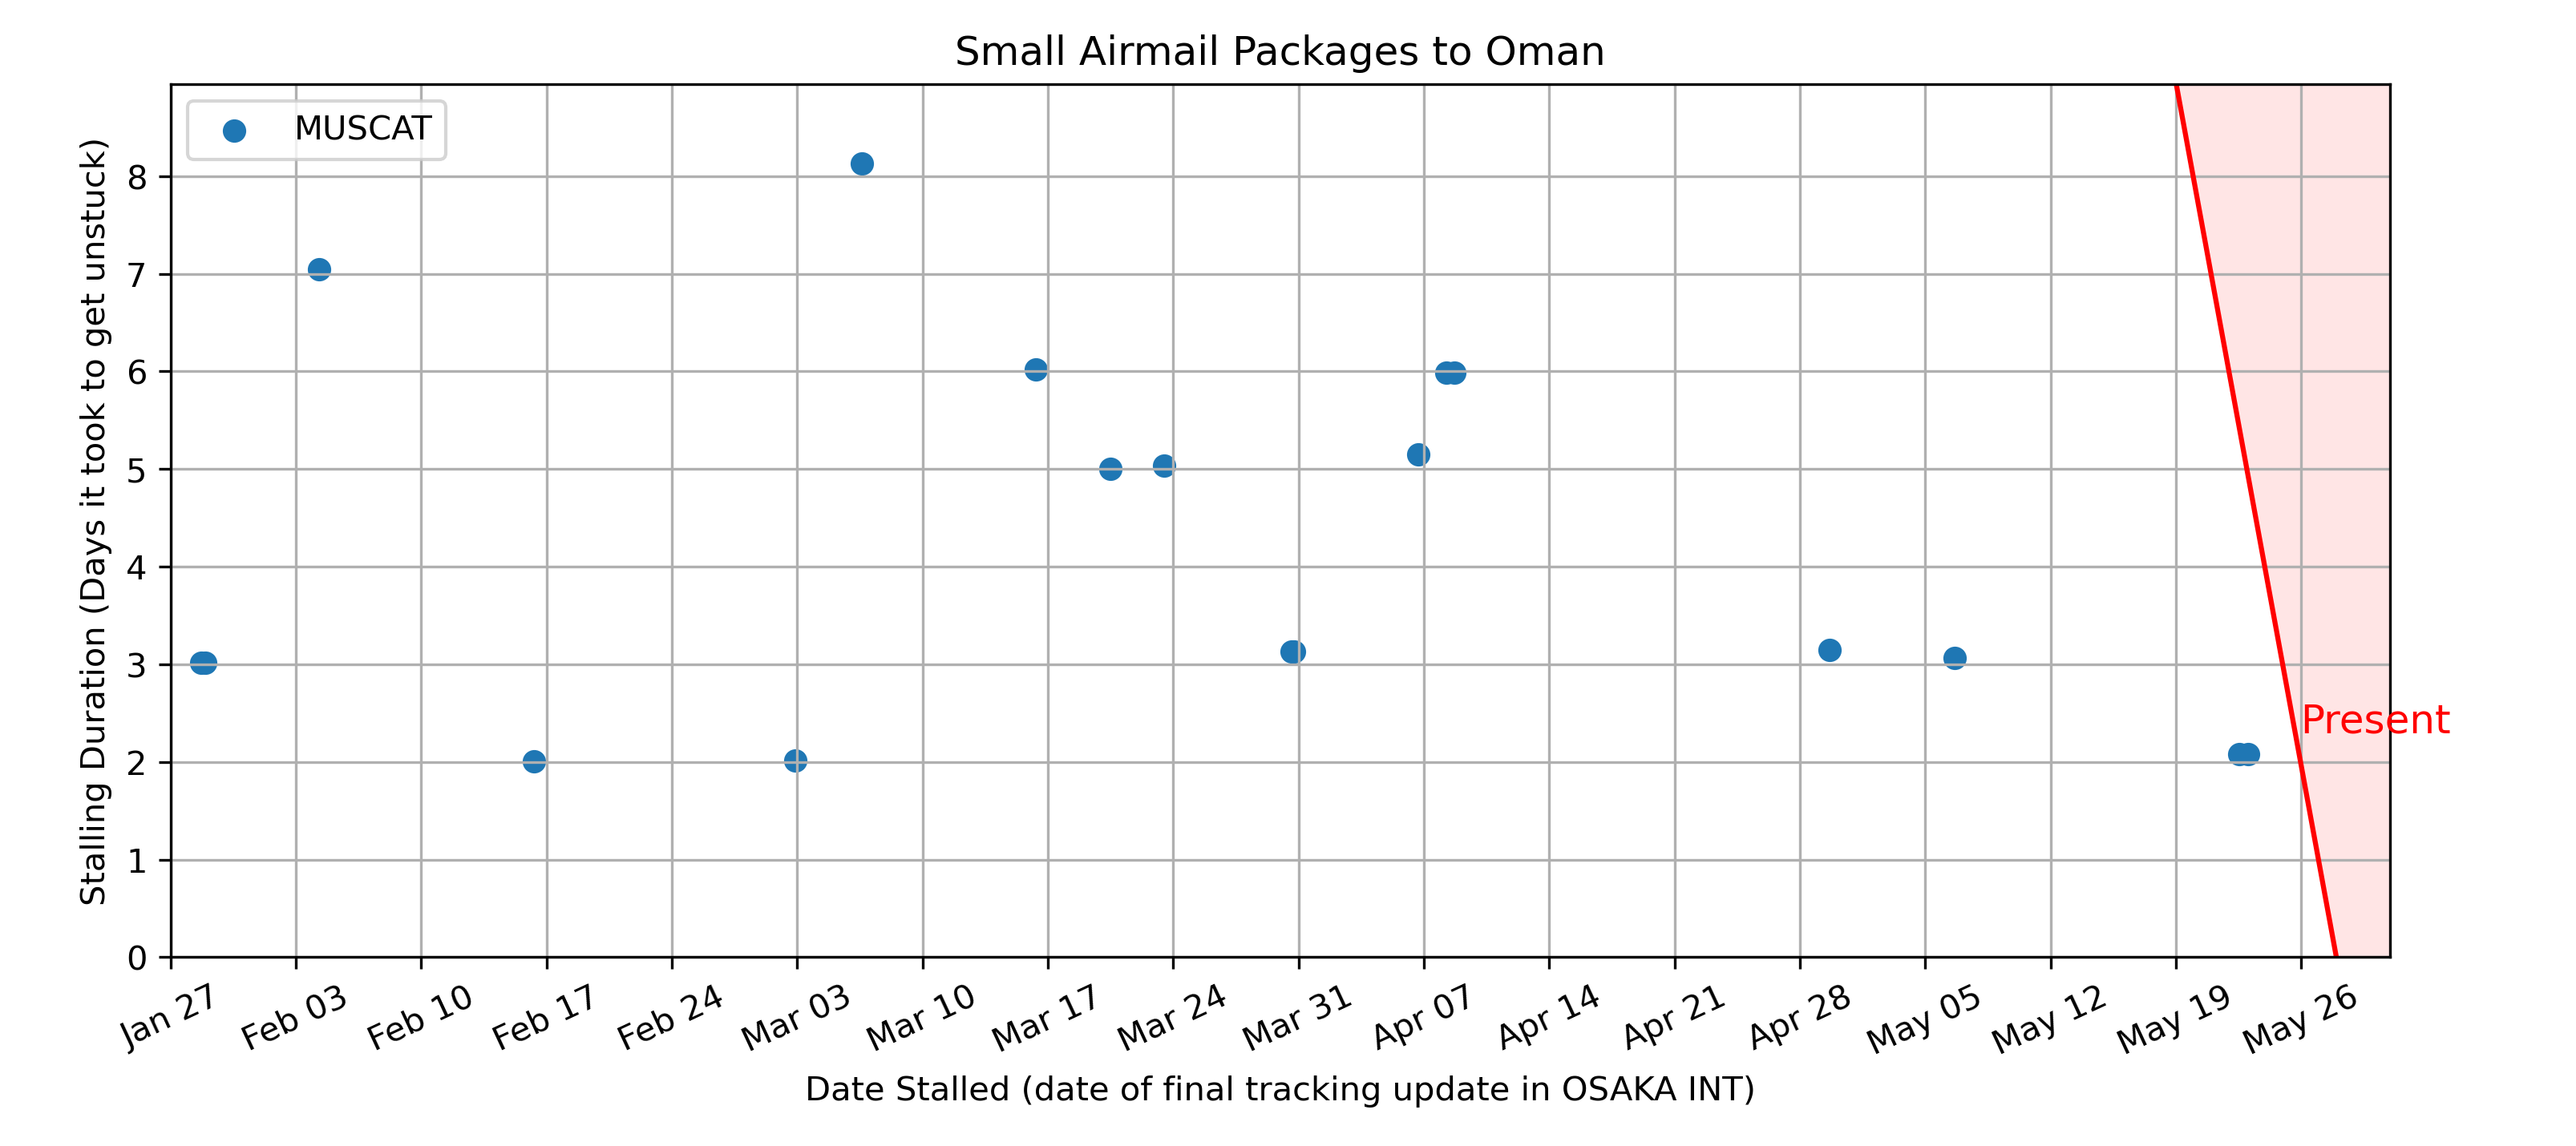 Small Airmail Packages to Oman
MUSCAT
Stalling Duration (Days it took to get unstuck)
8
7
6
5
4
3
2
1
0
Present
Jan 27
Feb 03
Feb 10
Feb 17
Feb 24
Mar 03
Mar 10
Mar 17
Mar 24
Mar 31
Apr 07
Apr 14
Apr 21
Apr 28
May 05
May 12
May 19
May 26
Date Stalled (date of final tracking update in OSAKA INT)